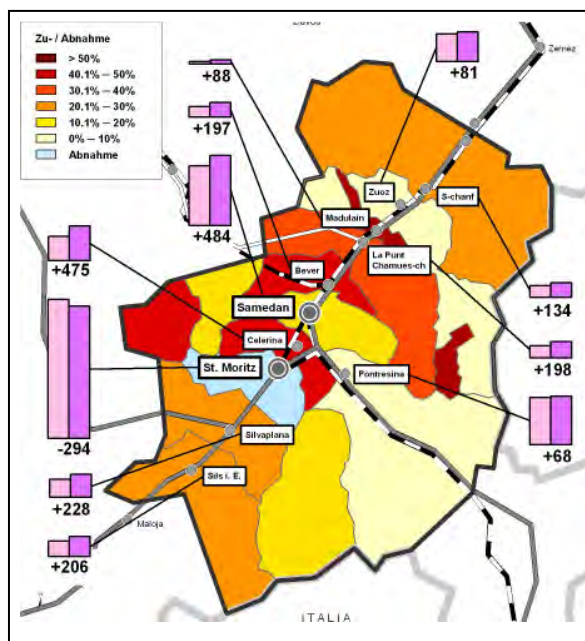 Zu- / Abnahme
> 50%
40.1% – 50%
30.1% – 40%
20.1% – 30%
10.1% – 20%
0% – 10%
Abnahme
Zernez
+88
+81
+197
Zuoz
S-chanf
Madulain
+484
La Punt
Chamues-ch
Bever
+475
Samedan
+134
Celerina
St. Moritz
+198
Pontresina
-294
Silvaplana
+68
+228
Sils i. E.
Maloja
+206
ITALIA